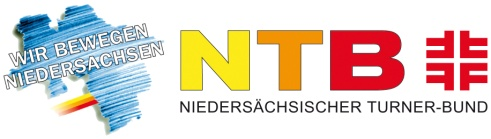 WIR BEWEGEN
NIEDERSACHSEN
NTB
NIEDERSÄCHSISCHER TURNER-BUND